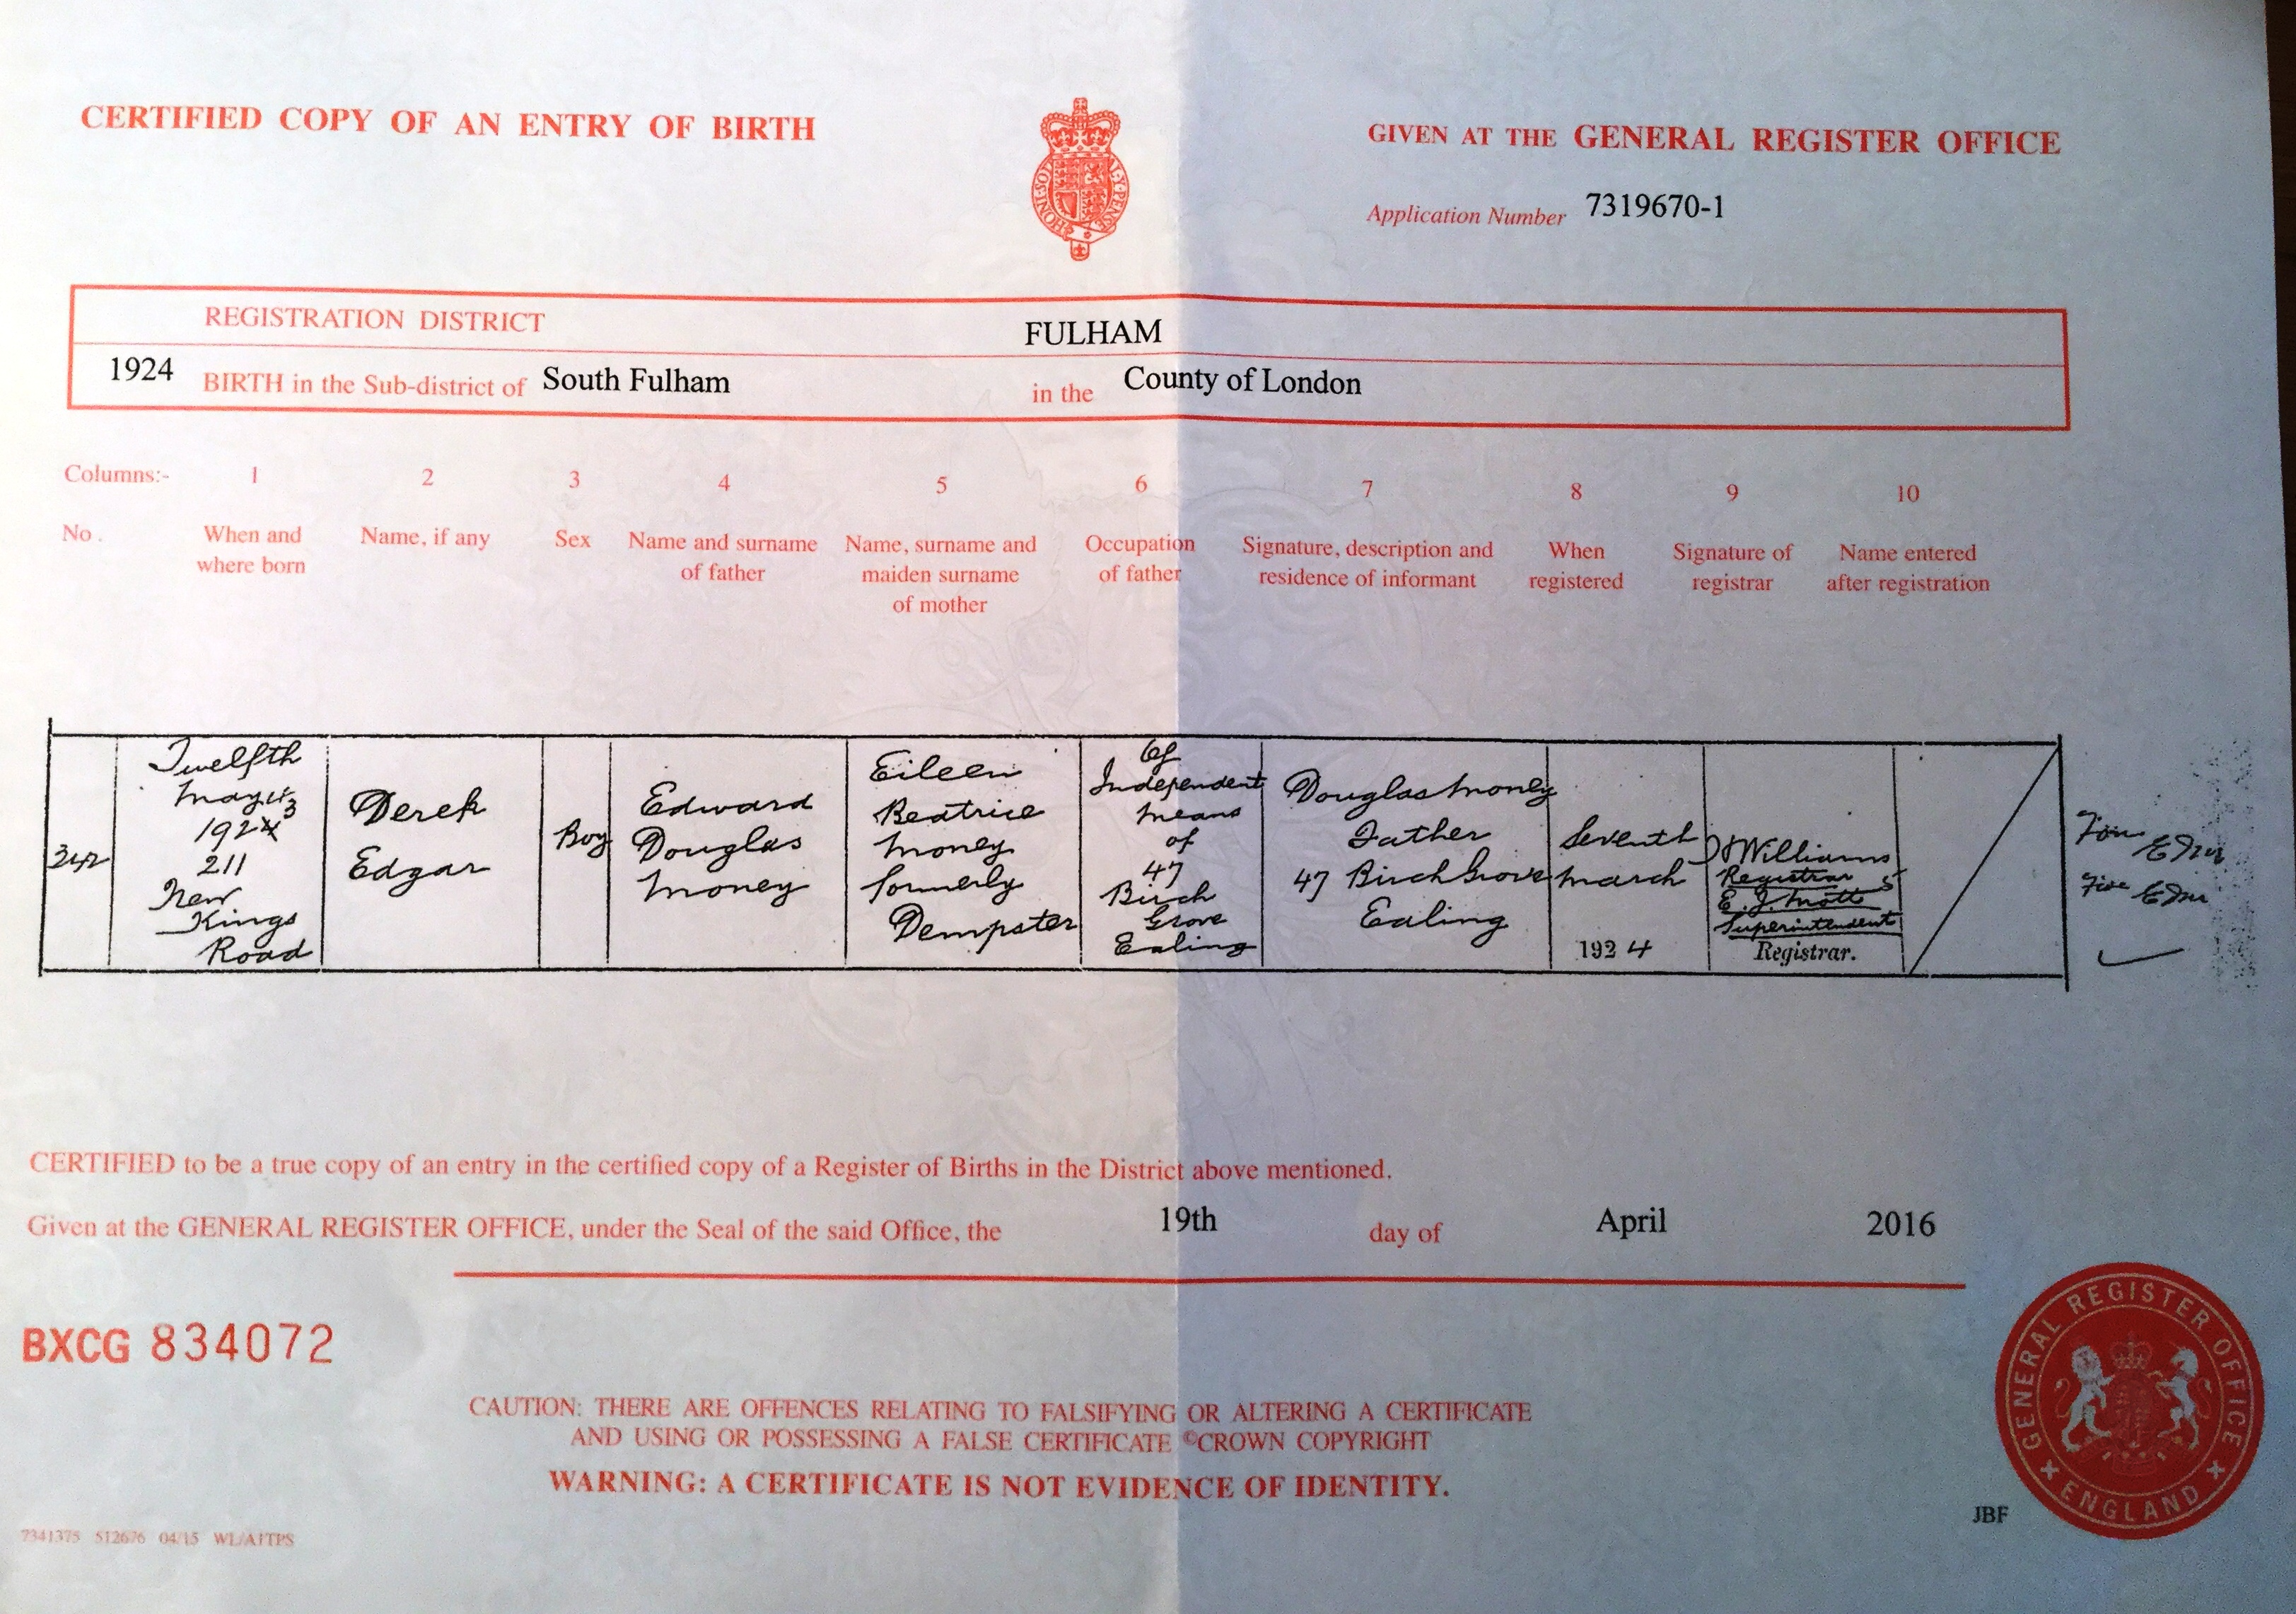 CERTIFIED COPY OF AN ENTRY OF BIRTH
GIVEN AT THE GENERAL REGISTER OFFICE
Application Number 7319670-1
REGISTRATION DISTRICT FULHAM
1924 BIRTH in the Sub-district of South Fulham in the County of London
Columns:- 1 2 3 4 5 6 7 8 9 10
No. When and where born
Name, if any
Sex
Name and surname of father
Name, surname and maiden surname of mother
Occupation of father
Signature, description and residence of informant
When registered
Signature of registrar
Name entered after registration
342
Twelfth
May
192
211
New
Kings
Road
Derek
Edgar
Boy
Edward
Douglas
Money
Eileen
Beatrice
Money
formerly
Dempster
Of
Independent
means
of
47
Birch
Grove
Ealing
Douglas Money
Father
47 Birch Grove
Ealing
Seventh
March
1924
Williams
Registrar
E. J. Mott
Superintendent
Registrar.
CERTIFIED to be a true copy of an entry in the certified copy of a Register of Births in the District above mentioned.
Given at the GENERAL REGISTER OFFICE, under the Seal of the said Office, the 19th day of April 2016
BXCG 834072
CAUTION: THERE ARE OFFENCES RELATING TO FALSIFYING OR ALTERING A CERTIFICATE
AND USING OR POSSESSING A FALSE CERTIFICATE ©CROWN COPYRIGHT
WARNING: A CERTIFICATE IS NOT EVIDENCE OF IDENTITY.
GENERAL REGISTER OFFICE
ENGLAND
JBF
7341375 512676 04/15